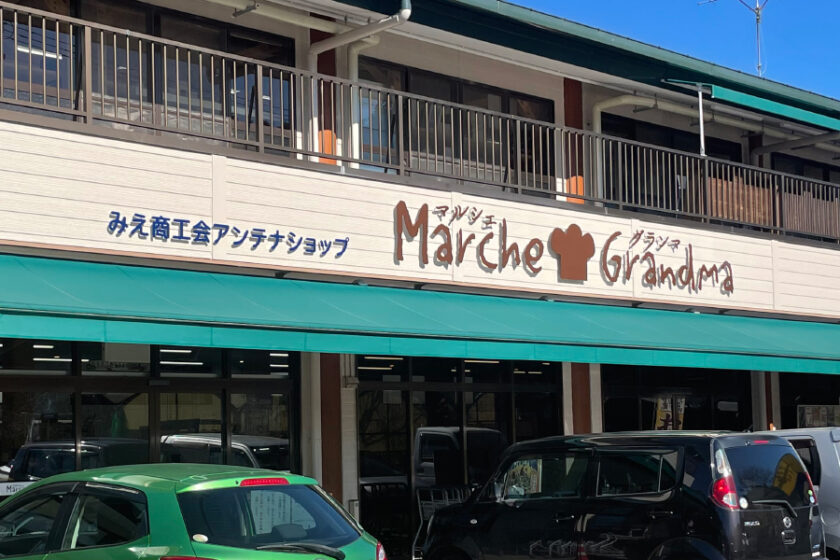 みえ商工会アンテナショップ
マルシェ グランマ
Marche Grandma